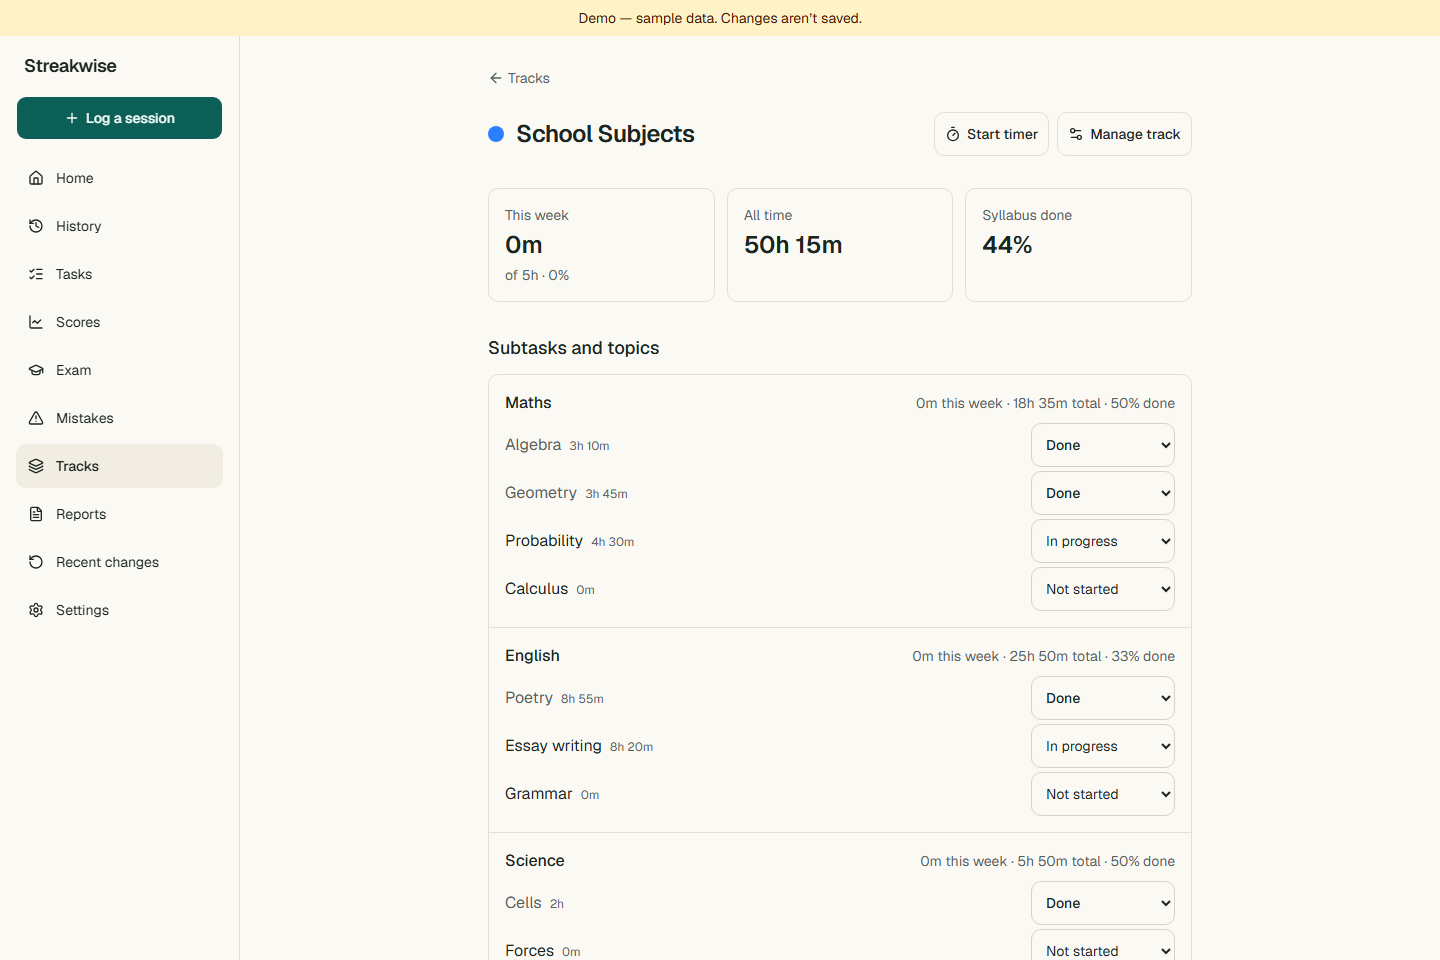 Demo — sample data. Changes aren’t saved.
Streakwise
+ Log a session
Home
History
Tasks
Scores
Exam
Mistakes
Tracks
Reports
Recent changes
Settings
← Tracks
School Subjects
Start timer
Manage track
This week
0m
of 5h · 0%
All time
50h 15m
Syllabus done
44%
Subtasks and topics
Maths 0m this week · 18h 35m total · 50% done
Algebra 3h 10m Done
Geometry 3h 45m Done
Probability 4h 30m In progress
Calculus 0m Not started
English 0m this week · 25h 50m total · 33% done
Poetry 8h 55m Done
Essay writing 8h 20m In progress
Grammar 0m Not started
Science 0m this week · 5h 50m total · 50% done
Cells 2h Done
Forces 0m Not started